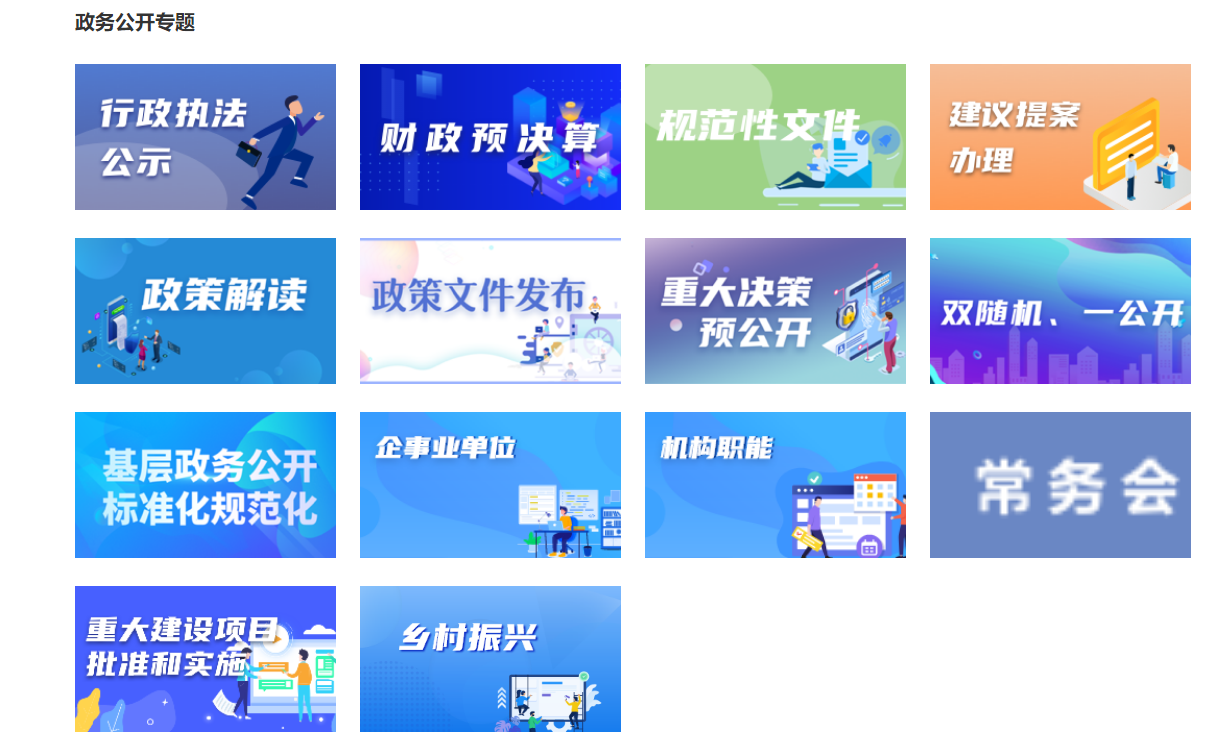 政务公开专题
行政执法
公示
财政预决算
规范性文件
建议提案
办理
政策解读
政策文件发布
重大决策
预公开
双随机、一公开
基层政务公开
标准化规范化
企事业单位
机构职能
常务会
重大建设项目
批准和实施
乡村振兴